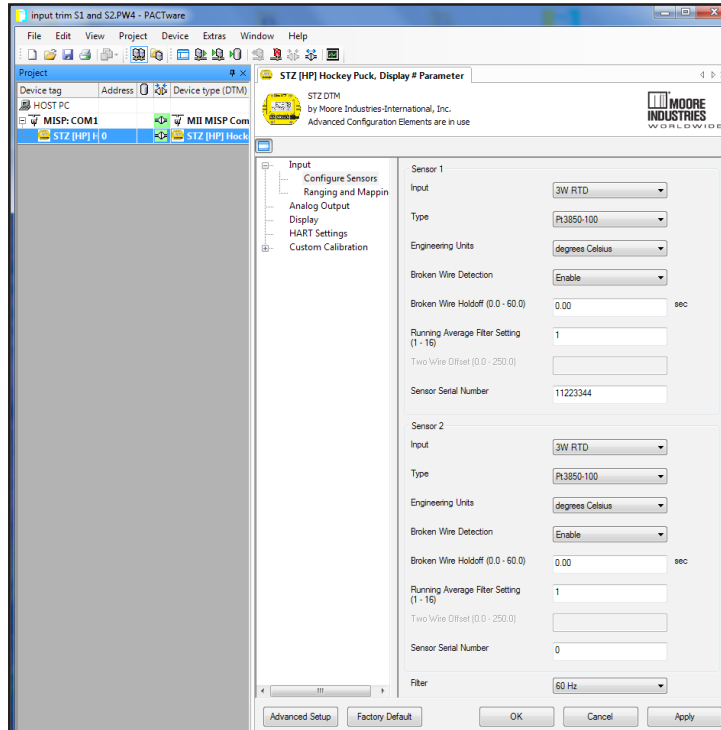 input trim S1 and S2.PW4 - PACTware
File Edit View Project Device Extras Window Help
Project
Device tag Address Device type (DTM)
HOST PC
MISP: COM1 MII MISP Com
STZ [HP] H 0 STZ [HP] Hock
STZ [HP] Hockey Puck, Display # Parameter
STZ DTM
by Moore Industries-International, Inc.
Advanced Configuration Elements are in use
MOORE
INDUSTRIES
WORLDWIDE
Input
Configure Sensors
Ranging and Mappin
Analog Output
Display
HART Settings
Custom Calibration
Sensor 1
Input 3W RTD
Type Pt3850-100
Engineering Units degrees Celsius
Broken Wire Detection Enable
Broken Wire Holdoff (0.0 - 60.0) 0.00 sec
Running Average Filter Setting 1
(1 - 16)
Two Wire Offset (0.0 - 250.0)
Sensor Serial Number 11223344
Sensor 2
Input 3W RTD
Type Pt3850-100
Engineering Units degrees Celsius
Broken Wire Detection Enable
Broken Wire Holdoff (0.0 - 60.0) 0.00 sec
Running Average Filter Setting 1
(1 - 16)
Two Wire Offset (0.0 - 250.0)
Sensor Serial Number 0
Filter 60 Hz
Advanced Setup Factory Default OK Cancel Apply